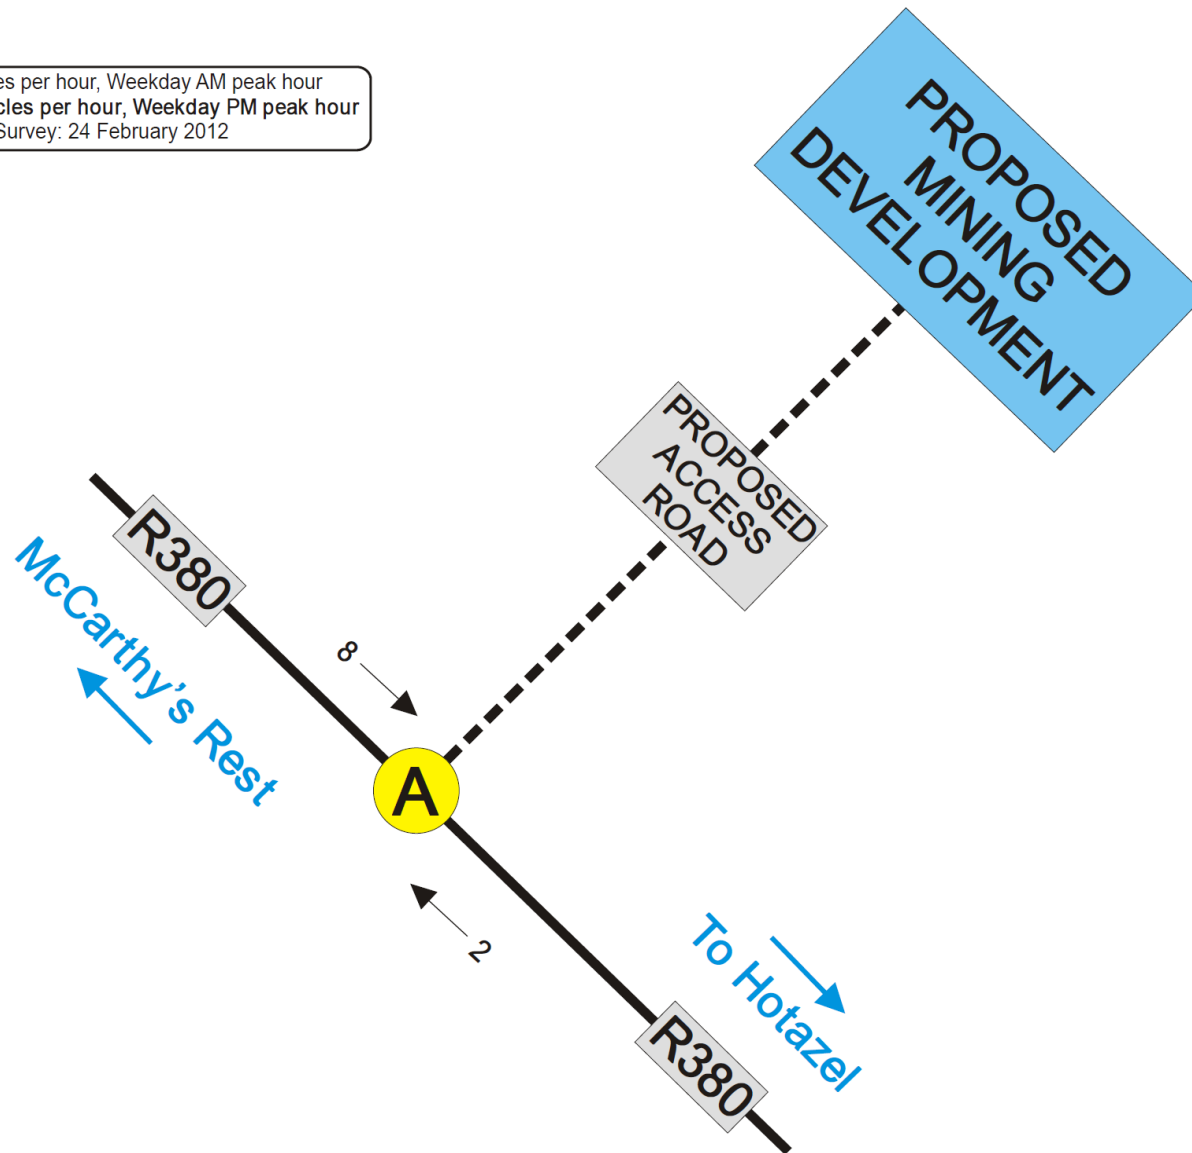 es per hour, Weekday AM peak hour
cles per hour, Weekday PM peak hour
Survey: 24 February 2012
PROPOSED
MINING
DEVELOPMENT
PROPOSED
ACCESS
ROAD
R380
McCarthy's Rest
8
A
2
To Hotazel
R380